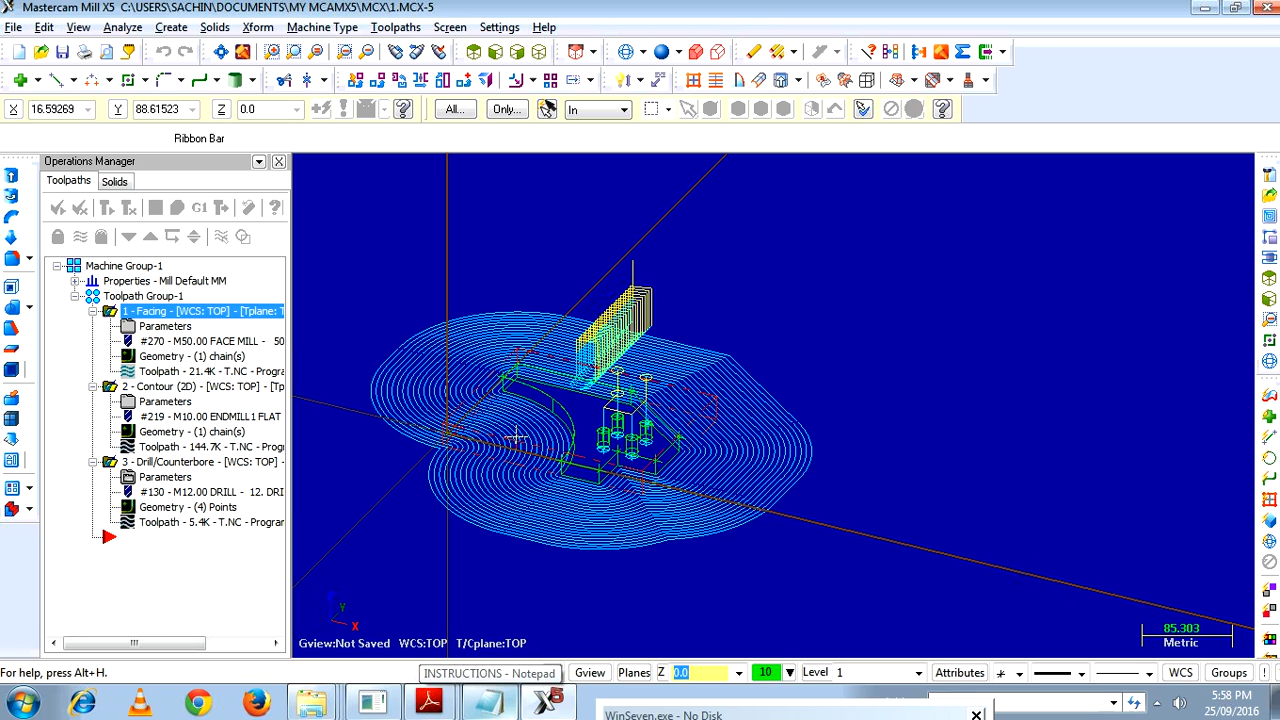 Mastercam Mill X5 C:\USERS\SACHIN\DOCUMENTS\MY MCAMX5\MCX\1.MCX-5
File Edit View Analyze Create Solids Xform Machine Type Toolpaths Screen Settings Help
X 16.59269 Y 88.61523 Z 0.0 All... Only... In
Ribbon Bar
Operations Manager
Toolpaths Solids
G1
Machine Group-1
Properties - Mill Default MM
Toolpath Group-1
1 - Facing - [WCS: TOP] - [Tplane: T
Parameters
#270 - M50.00 FACE MILL - 50
Geometry - (1) chain(s)
Toolpath - 21.4K - T.NC - Program
2 - Contour (2D) - [WCS: TOP] - [Tp
Parameters
#219 - M10.00 ENDMILL1 FLAT
Geometry - (1) chain(s)
Toolpath - 144.7K - T.NC - Progra
3 - Drill/Counterbore - [WCS: TOP] -
Parameters
#130 - M12.00 DRILL - 12. DRI
Geometry - (4) Points
Toolpath - 5.4K - T.NC - Program
Y
X
Gview:Not Saved WCS:TOP T/Cplane:TOP
85.303
Metric
For help, press Alt+H.
INSTRUCTIONS - Notepad
Gview Planes Z 0.0 10 Level 1 Attributes WCS Groups
5:58 PM
25/09/2016
WinSeven.exe - No Disk